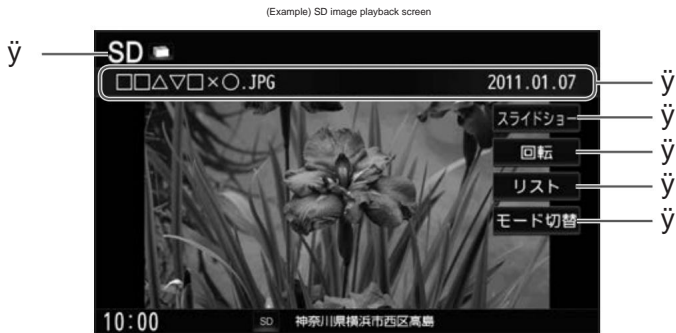 (Example) SD image playback screen
ÿ
SD
□□△▽□×○.JPG 2011.01.07
ÿ
スライドショー
ÿ
回転
ÿ
リスト
ÿ
モード切替
ÿ
10:00 SD 神奈川県横浜市西区高島